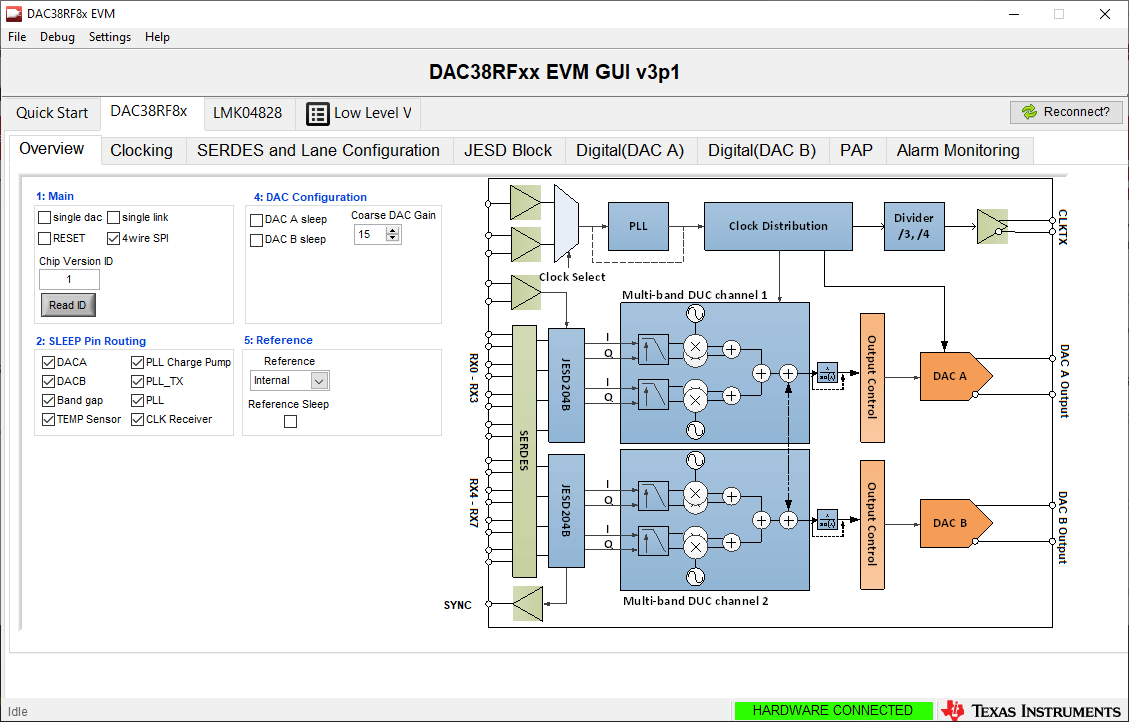 DAC38RF8x EVM
File Debug Settings Help
DAC38RFxx EVM GUI v3p1
Quick Start DAC38RF8x LMK04828 Low Level V Reconnect?
Overview Clocking SERDES and Lane Configuration JESD Block Digital(DAC A) Digital(DAC B) PAP Alarm Monitoring
1: Main
single dac single link
RESET 4wire SPI
Chip Version ID
1
Read ID
4: DAC Configuration
DAC A sleep
DAC B sleep
Coarse DAC Gain
15
2: SLEEP Pin Routing
DACA PLL Charge Pump
DACB PLL_TX
Band gap PLL
TEMP Sensor CLK Receiver
5: Reference
Reference
Internal
Reference Sleep
PLL
Clock Distribution
Divider
/3, /4
CLKTX
Clock Select
Multi-band DUC channel 1
RX0 - RX3
SERDES
JESD204B
I
Q
I
Q
Output Control
DAC A
DAC A Output
RX4 - RX7
JESD204B
I
Q
I
Q
Output Control
DAC B
DAC B Output
SYNC
Multi-band DUC channel 2
Idle
HARDWARE CONNECTED
TEXAS INSTRUMENTS